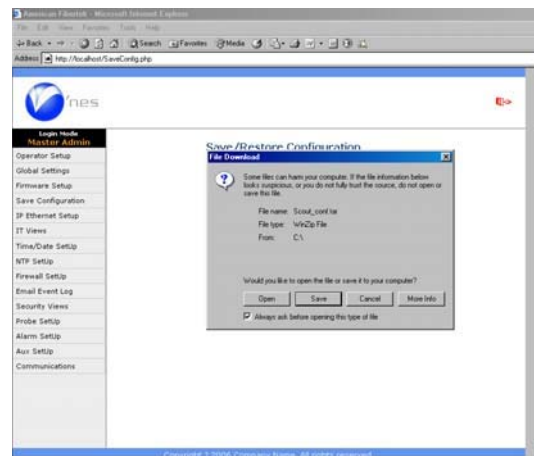 American Fibertek - Microsoft Internet Explorer
File Edit View Favorites Tools Help
Back Search Favorites Media
Address http://localhost/SaveConfig.php
V'nes
Login Mode
Master Admin
Operator Setup
Global Settings
Firmware Setup
Save Configuration
IP Ethernet Setup
IT Views
Time/Date SetUp
NTP SetUp
Firewall SetUp
Email Event Log
Security Views
Probe SetUp
Alarm SetUp
Aux SetUp
Communications
Save/Restore Configuration
File Download
Some files can harm your computer. If the file information below
looks suspicious, or you do not fully trust the source, do not open or
save this file.
File name: Scout_conf.tar
File type: WinZip File
From: C:\
Would you like to open the file or save it to your computer?
Open Save Cancel More Info
Always ask before opening this type of file
Copyright ? 2006 Company Name. All rights reserved